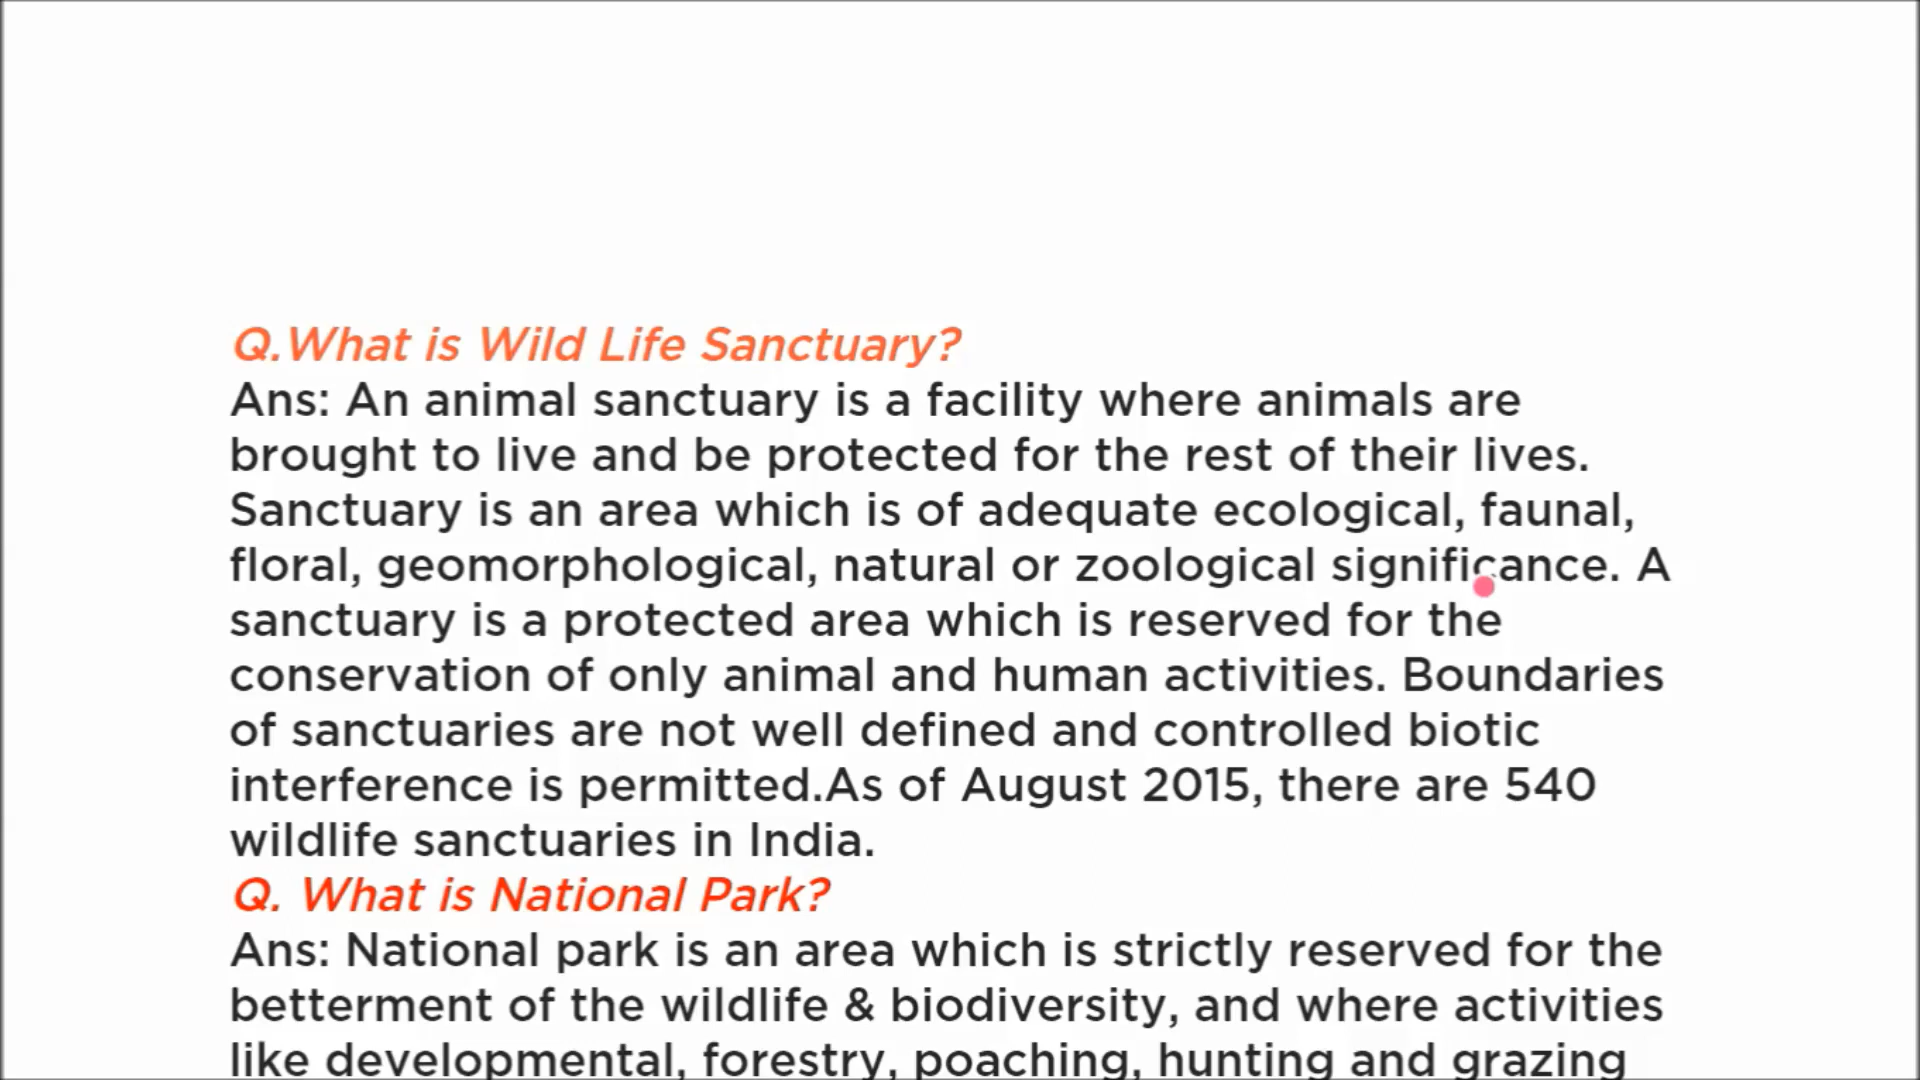 Q.What is Wild Life Sanctuary?
Ans: An animal sanctuary is a facility where animals are
brought to live and be protected for the rest of their lives.
Sanctuary is an area which is of adequate ecological, faunal,
floral, geomorphological, natural or zoological significance. A
sanctuary is a protected area which is reserved for the
conservation of only animal and human activities. Boundaries
of sanctuaries are not well defined and controlled biotic
interference is permitted.As of August 2015, there are 540
wildlife sanctuaries in India.
Q. What is National Park?
Ans: National park is an area which is strictly reserved for the
betterment of the wildlife & biodiversity, and where activities
like developmental, forestry, poaching, hunting and grazing